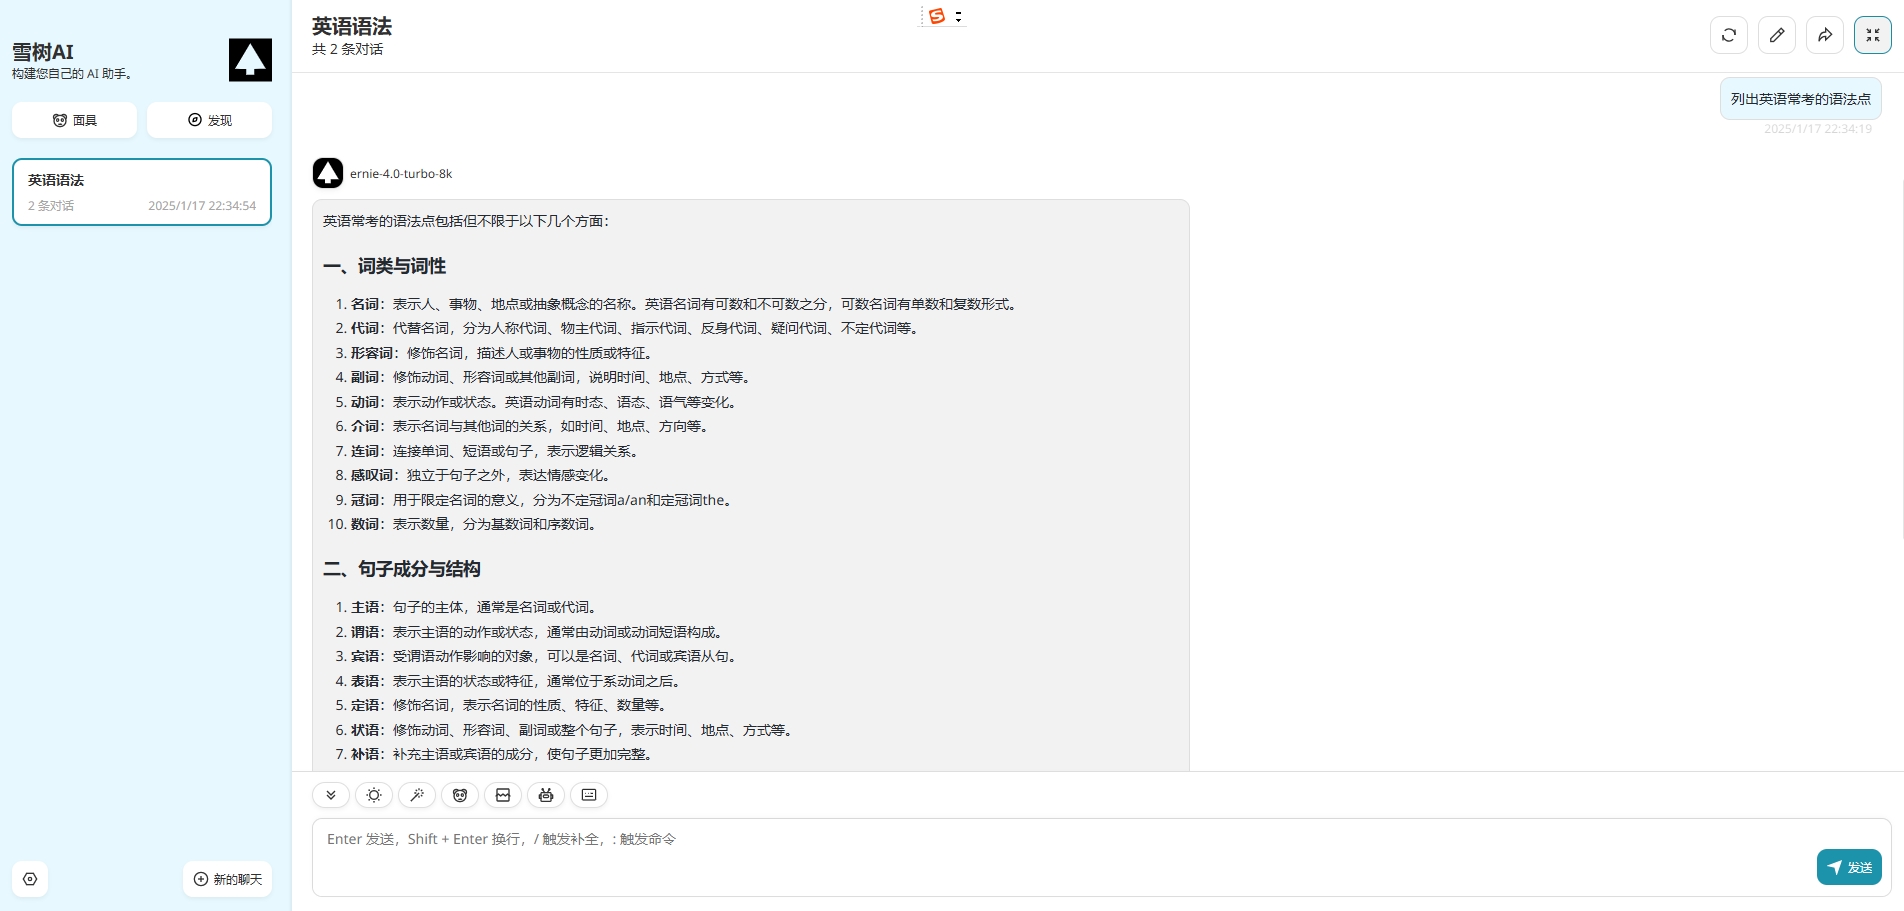 雪树AI
构建您自己的 AI 助手。
面具
发现
英语语法
2 条对话
2025/1/17 22:34:54
新的聊天
英语语法
共 2 条对话
列出英语常考的语法点
2025/1/17 22:34:19
ernie-4.0-turbo-8k
英语常考的语法点包括但不限于以下几个方面：
一、词类与词性
1. 名词：表示人、事物、地点或抽象概念的名称。英语名词有可数和不可数之分，可数名词有单数和复数形式。
2. 代词：代替名词，分为人称代词、物主代词、指示代词、反身代词、疑问代词、不定代词等。
3. 形容词：修饰名词，描述人或事物的性质或特征。
4. 副词：修饰动词、形容词或其他副词，说明时间、地点、方式等。
5. 动词：表示动作或状态。英语动词有时态、语态、语气等变化。
6. 介词：表示名词与其他词的关系，如时间、地点、方向等。
7. 连词：连接单词、短语或句子，表示逻辑关系。
8. 感叹词：独立于句子之外，表达情感变化。
9. 冠词：用于限定名词的意义，分为不定冠词a/an和定冠词the。
10. 数词：表示数量，分为基数词和序数词。
二、句子成分与结构
1. 主语：句子的主体，通常是名词或代词。
2. 谓语：表示主语的动作或状态，通常由动词或动词短语构成。
3. 宾语：受谓语动作影响的对象，可以是名词、代词或宾语从句。
4. 表语：表示主语的状态或特征，通常位于系动词之后。
5. 定语：修饰名词，表示名词的性质、特征、数量等。
6. 状语：修饰动词、形容词、副词或整个句子，表示时间、地点、方式等。
7. 补语：补充主语或宾语的成分，使句子更加完整。
Enter 发送，Shift + Enter 换行，/ 触发补全，: 触发命令
发送